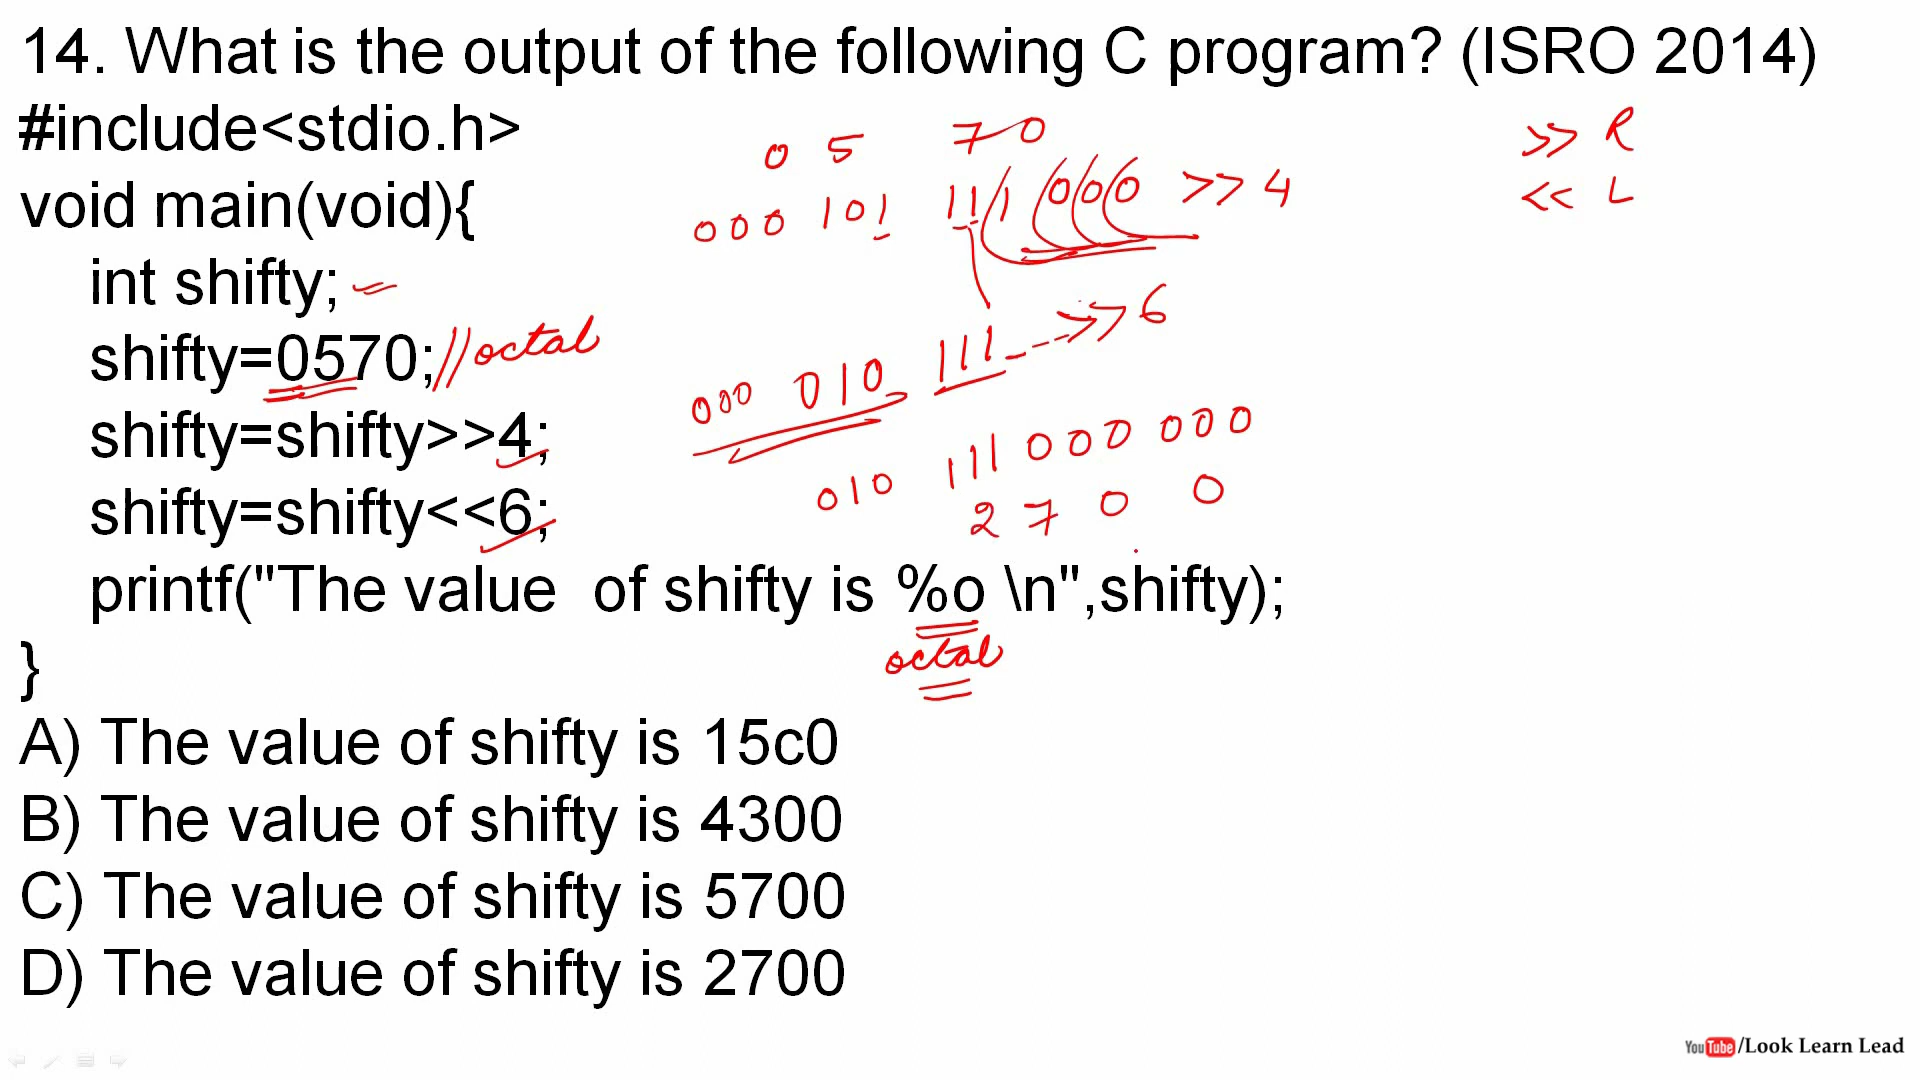 14. What is the output of the following C program? (ISRO 2014)
#include<stdio.h>
void main(void){
int shifty;
shifty=0570; //octal
shifty=shifty>>4;
shifty=shifty<<6;
printf("The value  of shifty is %o \n",shifty);
octal
}
A) The value of shifty is 15c0
B) The value of shifty is 4300
C) The value of shifty is 5700
D) The value of shifty is 2700
0 5 7 0
000 101 111 000 >> 4
000 010 111 >> 6
010 111 000 000
2 7 0 0
>> R
<< L
YouTube/Look Learn Lead